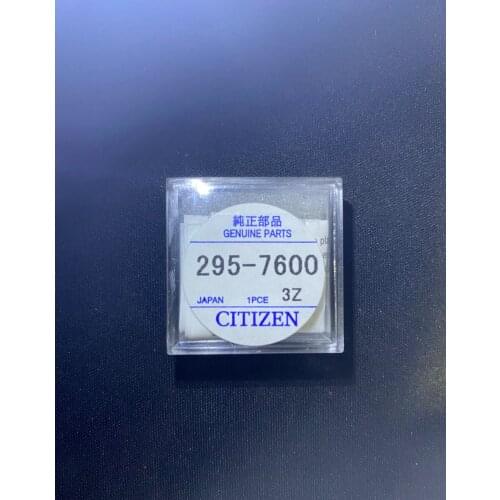 純正部品
GENUINE PARTS
295-7600
JAPAN 1PCE 3Z
CITIZEN